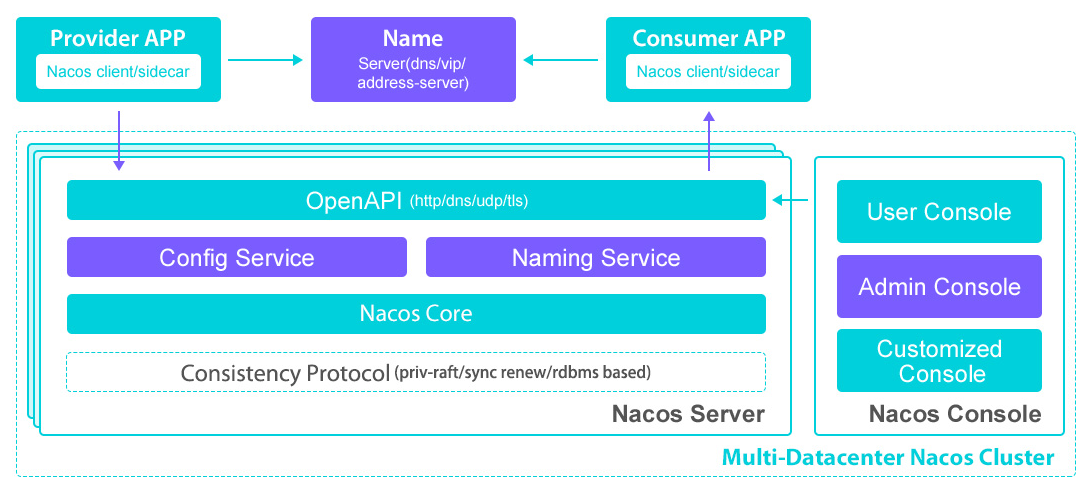 Provider APP
Nacos client/sidecar
Name
Server(dns/vip/
address-server)
Consumer APP
Nacos client/sidecar
OpenAPI (http/dns/udp/tls)
Config Service
Naming Service
Nacos Core
Consistency Protocol (priv-raft/sync renew/rdbms based)
Nacos Server
User Console
Admin Console
Customized
Console
Nacos Console
Multi-Datacenter Nacos Cluster